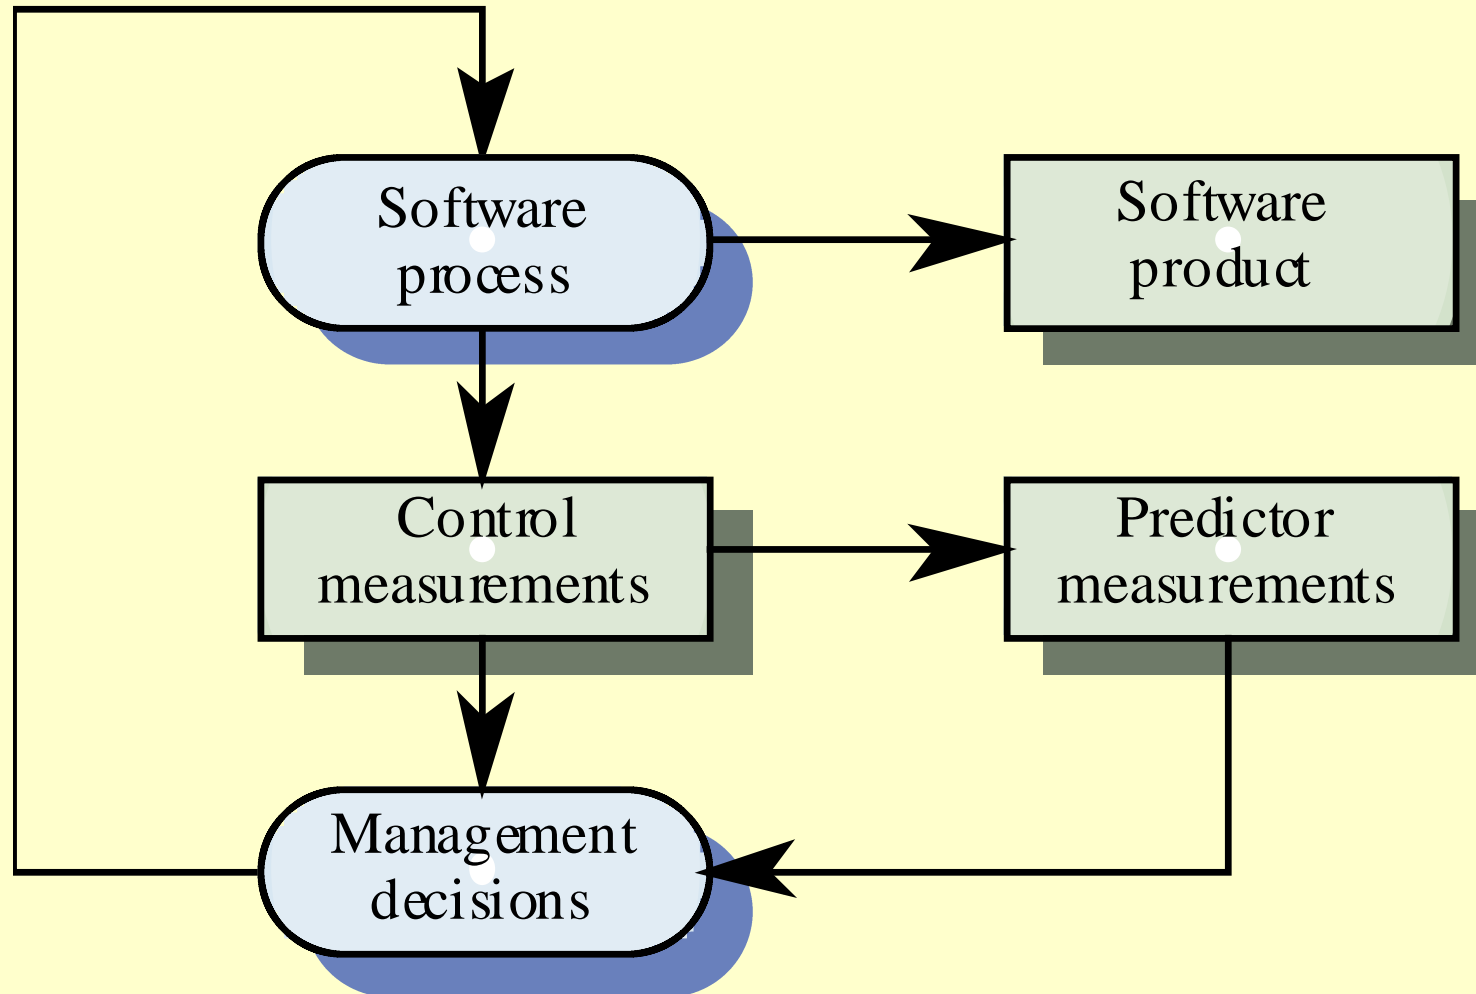 Software
process
Software
product
Control
measurements
Predictor
measurements
Management
decisions